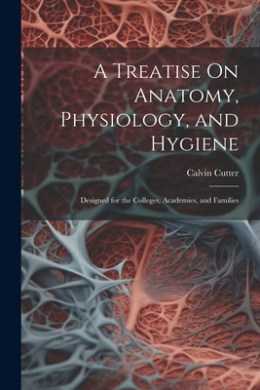 A Treatise On
Anatomy,
Physiology, and
Hygiene
Calvin Cutter
Designed for the Colleges, Academies, and Families